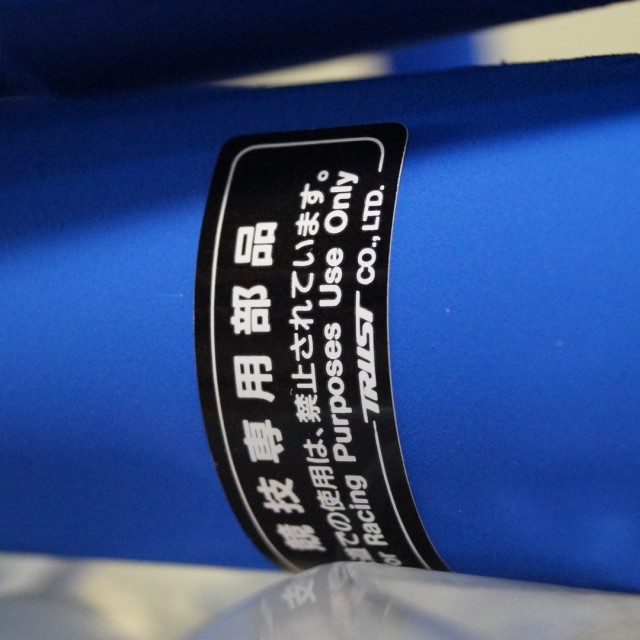 競技専用部品
での使用は、禁止されています。
or Racing Purposes Use Only
TRUST CO., LTD.